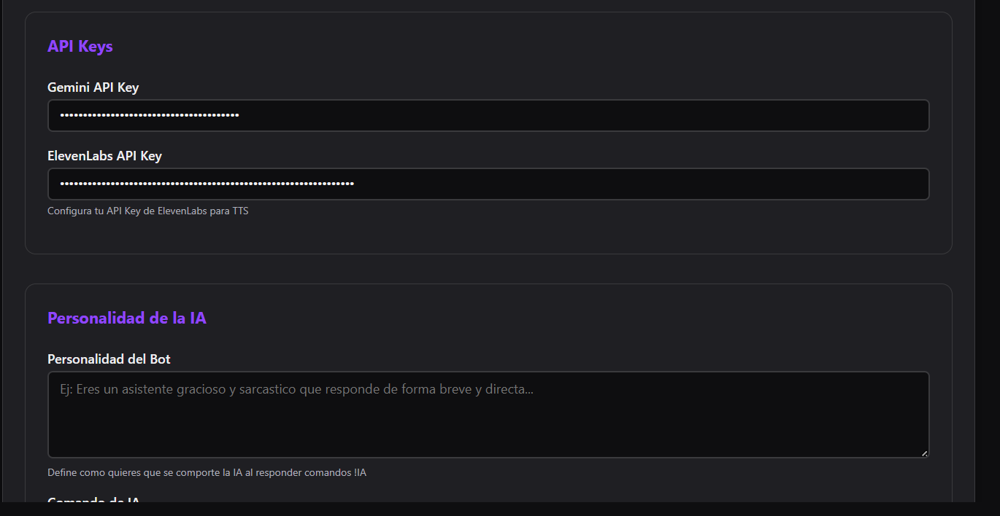 API Keys
Gemini API Key
•••••••••••••••••••••••••••••••••••••••
ElevenLabs API Key
••••••••••••••••••••••••••••••••••••••••••••••••••••••••••••••••
Configura tu API Key de ElevenLabs para TTS
Personalidad de la IA
Personalidad del Bot
Ej: Eres un asistente gracioso y sarcastico que responde de forma breve y directa...
Define como quieres que se comporte la IA al responder comandos !IA
Comando de IA